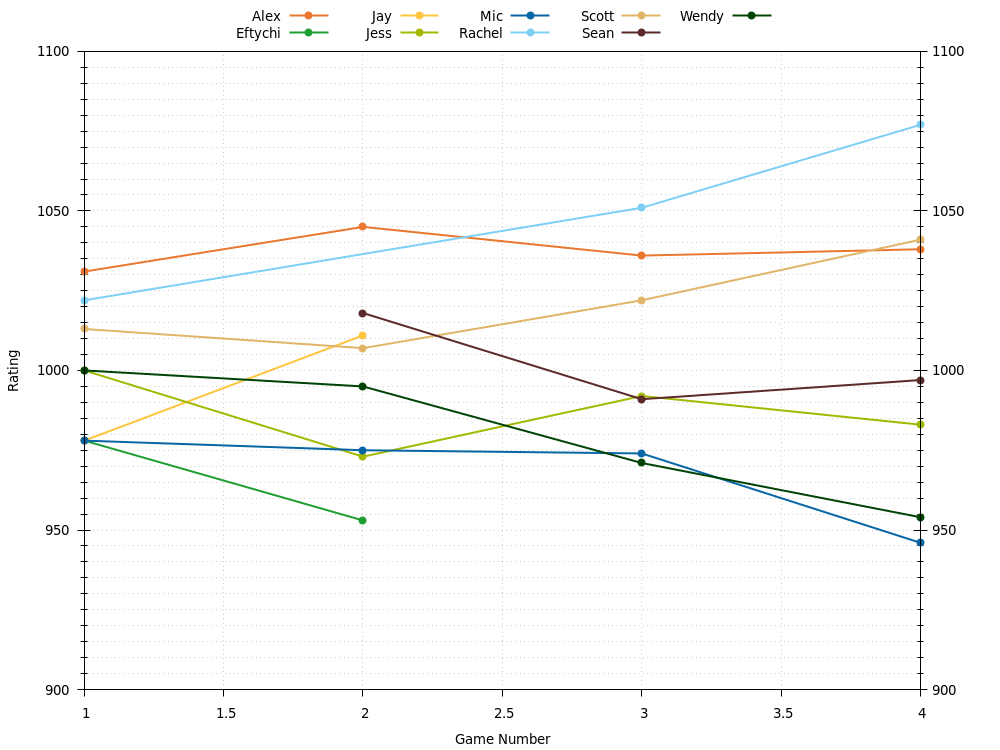 Alex Jay Mic Scott Wendy
Eftychi Jess Rachel Sean
1100 1100
1050 1050
1000 1000
Rating
950 950
900 900
1 1.5 2 2.5 3 3.5 4
Game Number